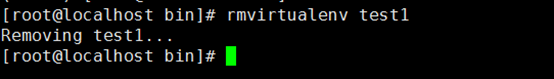 [root@localhost bin]# rmvirtualenv test1
Removing test1...
[root@localhost bin]#